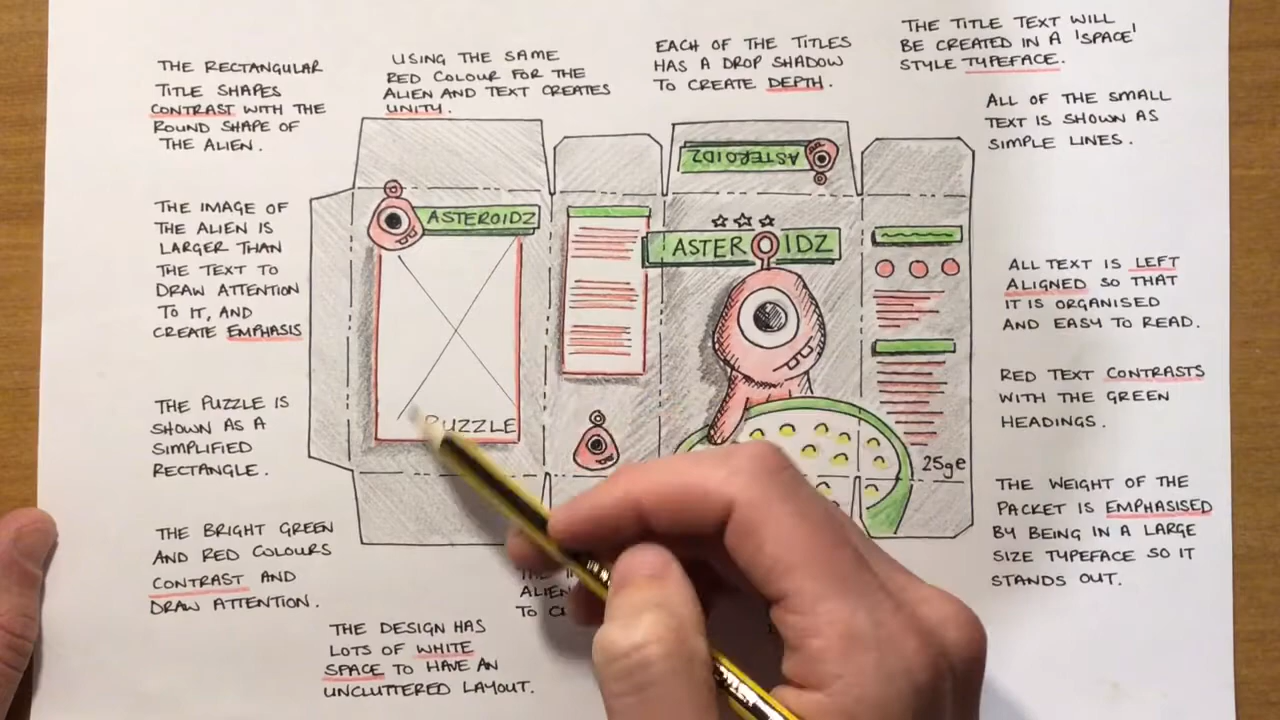 THE RECTANGULAR
TITLE SHAPES
CONTRAST WITH THE
ROUND SHAPE OF
THE ALIEN.
USING THE SAME
RED COLOUR FOR THE
ALIEN AND TEXT CREATES
UNITY.
EACH OF THE TITLES
HAS A DROP SHADOW
TO CREATE DEPTH.
THE TITLE TEXT WILL
BE CREATED IN A 'SPACE'
STYLE TYPEFACE.
ALL OF THE SMALL
TEXT IS SHOWN AS
SIMPLE LINES.
THE IMAGE OF
THE ALIEN IS
LARGER THAN
THE TEXT TO
DRAW ATTENTION
TO IT, AND
CREATE EMPHASIS
ASTEROIDZ
ASTEROIDZ
ASTEROIDZ
PUZZLE
25ge
ALL TEXT IS LEFT
ALIGNED SO THAT
IT IS ORGANISED
AND EASY TO READ.
RED TEXT CONTRASTS
WITH THE GREEN
HEADINGS.
THE PUZZLE IS
SHOWN AS A
SIMPLIFIED
RECTANGLE.
THE WEIGHT OF THE
PACKET IS EMPHASISED
BY BEING IN A LARGE
SIZE TYPEFACE SO IT
STANDS OUT.
THE BRIGHT GREEN
AND RED COLOURS
CONTRAST AND
DRAW ATTENTION.
THE
ALIEN
TO
THE DESIGN HAS
LOTS OF WHITE
SPACE TO HAVE AN
UNCLUTTERED LAYOUT.